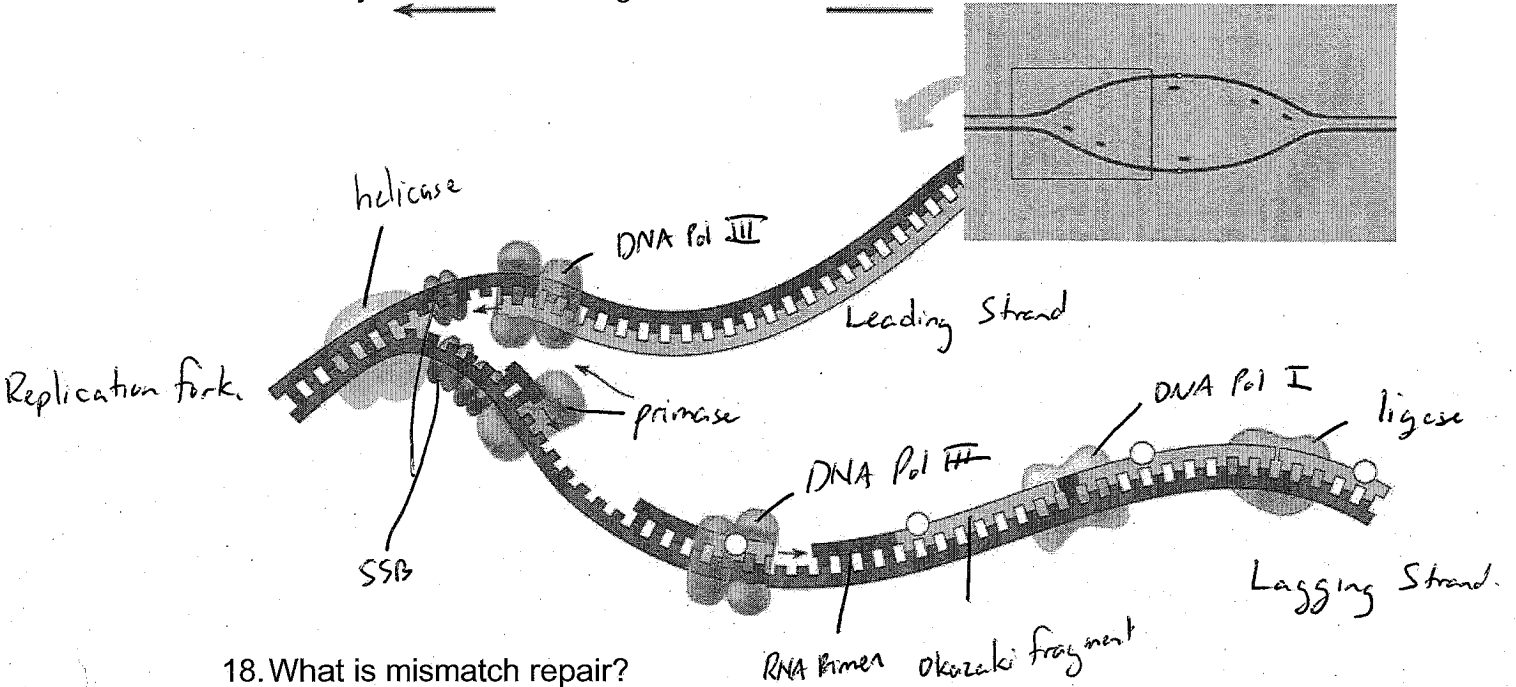 helicase
DNA Pol III
Leading Strand
Replication fork.
primase
DNA Pol I
ligase
DNA Pol III
SSB
Lagging Strand.
RNA Primer
Okazaki fragment
18. What is mismatch repair?